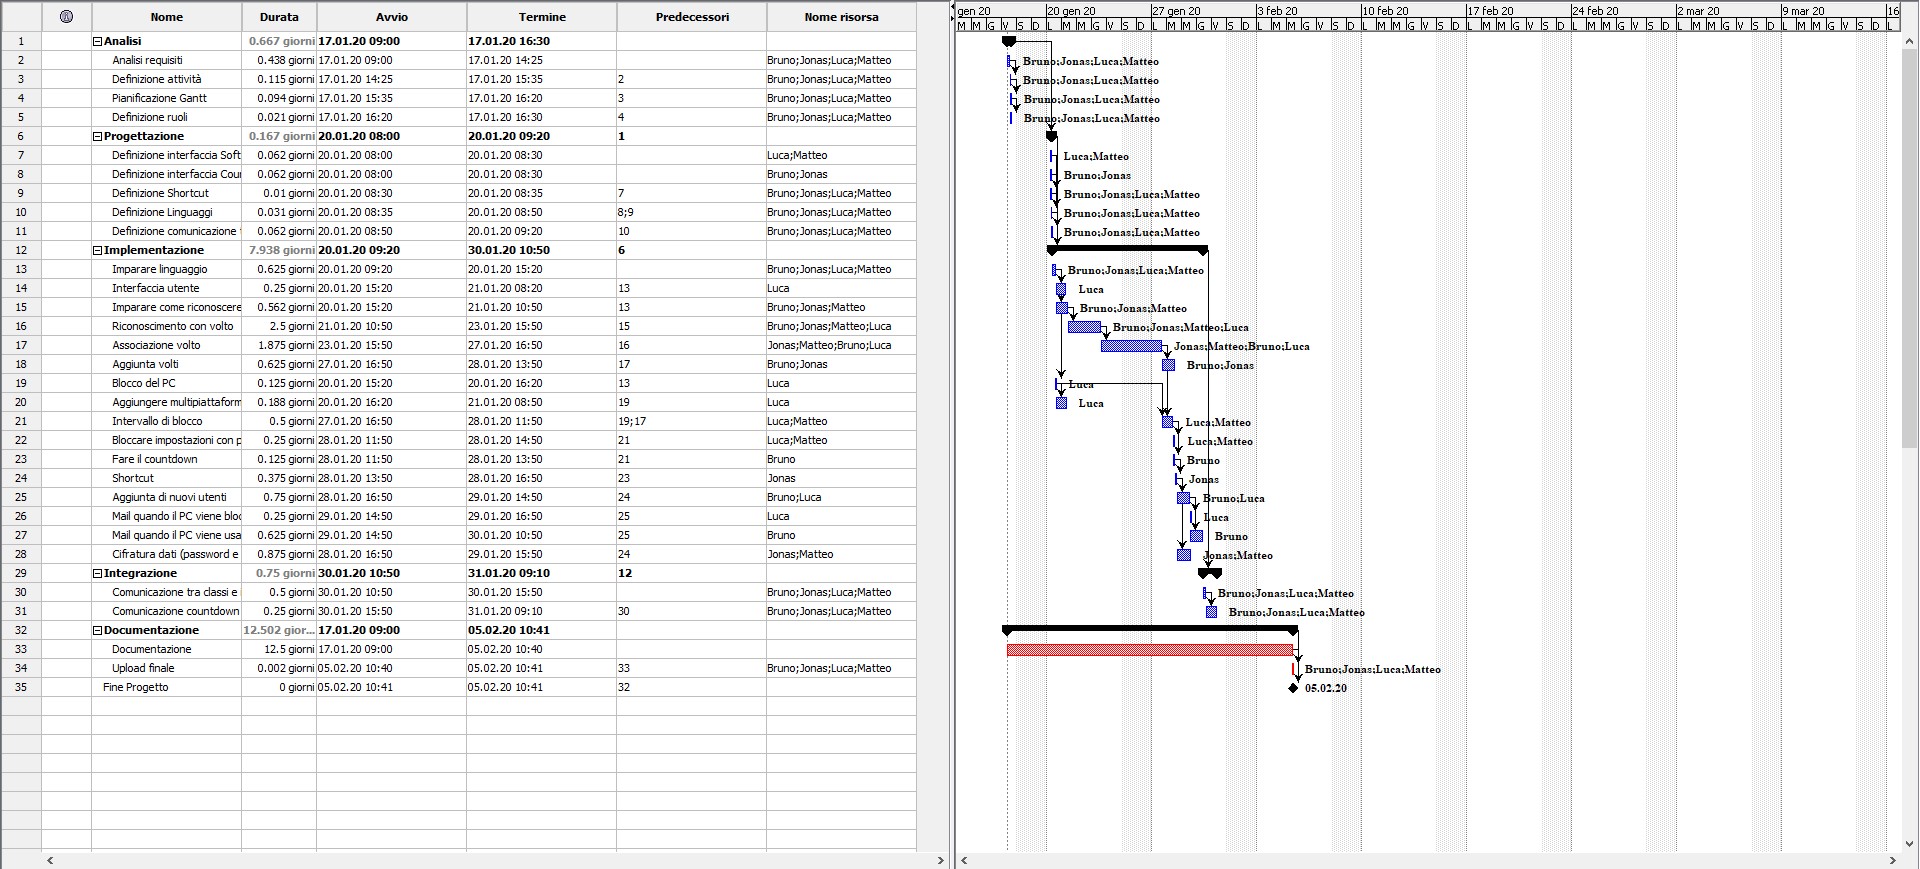 Nome Durata Avvio Termine Predecessori Nome risorsa
1 Analisi 0.667 giorni 17.01.20 09:00 17.01.20 16:30
2 Analisi requisiti 0.438 giorni 17.01.20 09:00 17.01.20 14:25 Bruno;Jonas;Luca;Matteo
3 Definizione attività 0.115 giorni 17.01.20 14:25 17.01.20 15:35 2 Bruno;Jonas;Luca;Matteo
4 Pianificazione Gantt 0.094 giorni 17.01.20 15:35 17.01.20 16:20 3 Bruno;Jonas;Luca;Matteo
5 Definizione ruoli 0.021 giorni 17.01.20 16:20 17.01.20 16:30 4 Bruno;Jonas;Luca;Matteo
6 Progettazione 0.167 giorni 20.01.20 08:00 20.01.20 09:20 1
7 Definizione interfaccia Soft 0.062 giorni 20.01.20 08:00 20.01.20 08:30 Luca;Matteo
8 Definizione interfaccia Cou 0.062 giorni 20.01.20 08:00 20.01.20 08:30 Bruno;Jonas
9 Definizione Shortcut 0.01 giorni 20.01.20 08:30 20.01.20 08:35 7 Bruno;Jonas;Luca;Matteo
10 Definizione Linguaggi 0.031 giorni 20.01.20 08:35 20.01.20 08:50 8;9 Bruno;Jonas;Luca;Matteo
11 Definizione comunicazione 0.062 giorni 20.01.20 08:50 20.01.20 09:20 10 Bruno;Jonas;Luca;Matteo
12 Implementazione 7.938 giorni 20.01.20 09:20 30.01.20 10:50 6
13 Imparare linguaggio 0.625 giorni 20.01.20 09:20 20.01.20 15:20 Bruno;Jonas;Luca;Matteo
14 Interfaccia utente 0.25 giorni 20.01.20 15:20 21.01.20 08:20 13 Luca
15 Imparare come riconoscere 0.562 giorni 20.01.20 15:20 21.01.20 10:50 13 Bruno;Jonas;Matteo
16 Riconoscimento con volto 2.5 giorni 21.01.20 10:50 23.01.20 15:50 15 Bruno;Jonas;Matteo;Luca
17 Associazione volto 1.875 giorni 23.01.20 15:50 27.01.20 16:50 16 Jonas;Matteo;Bruno;Luca
18 Aggiunta volti 0.625 giorni 27.01.20 16:50 28.01.20 13:50 17 Bruno;Jonas
19 Blocco del PC 0.125 giorni 20.01.20 15:20 20.01.20 16:20 13 Luca
20 Aggiungere multipiattaform 0.188 giorni 20.01.20 16:20 21.01.20 08:50 19 Luca
21 Intervallo di blocco 0.5 giorni 27.01.20 16:50 28.01.20 11:50 19;17 Luca;Matteo
22 Bloccare impostazioni con p 0.25 giorni 28.01.20 11:50 28.01.20 14:50 21 Luca;Matteo
23 Fare il countdown 0.125 giorni 28.01.20 11:50 28.01.20 13:50 21 Bruno
24 Shortcut 0.375 giorni 28.01.20 13:50 28.01.20 16:50 23 Jonas
25 Aggiunta di nuovi utenti 0.75 giorni 28.01.20 16:50 29.01.20 14:50 24 Bruno;Luca
26 Mail quando il PC viene bloc 0.25 giorni 29.01.20 14:50 29.01.20 16:50 25 Luca
27 Mail quando il PC viene usa 0.625 giorni 29.01.20 14:50 30.01.20 10:50 25 Bruno
28 Cifratura dati (password e 0.875 giorni 28.01.20 16:50 29.01.20 15:50 24 Jonas;Matteo
29 Integrazione 0.75 giorni 30.01.20 10:50 31.01.20 09:10 12
30 Comunicazione tra classi e i 0.5 giorni 30.01.20 10:50 30.01.20 15:50 Bruno;Jonas;Luca;Matteo
31 Comunicazione countdown 0.25 giorni 30.01.20 15:50 31.01.20 09:10 30 Bruno;Jonas;Luca;Matteo
32 Documentazione 12.502 gior... 17.01.20 09:00 05.02.20 10:41
33 Documentazione 12.5 giorni 17.01.20 09:00 05.02.20 10:40
34 Upload finale 0.002 giorni 05.02.20 10:40 05.02.20 10:41 33 Bruno;Jonas;Luca;Matteo
35 Fine Progetto 0 giorni 05.02.20 10:41 05.02.20 10:41 32
gen 20 20 gen 20 27 gen 20 3 feb 20 10 feb 20 17 feb 20 24 feb 20 2 mar 20 9 mar 20 16
M M G V S D L M M G V S D L M M G V S D L M M G V S D L M M G V S D L M M G V S D L M M G V S D L M M G V S D L M M G V S D L
Bruno;Jonas;Luca;Matteo
Bruno;Jonas;Luca;Matteo
Bruno;Jonas;Luca;Matteo
Bruno;Jonas;Luca;Matteo
Luca;Matteo
Bruno;Jonas
Bruno;Jonas;Luca;Matteo
Bruno;Jonas;Luca;Matteo
Bruno;Jonas;Luca;Matteo
Bruno;Jonas;Luca;Matteo
Luca
Bruno;Jonas;Matteo
Bruno;Jonas;Matteo;Luca
Jonas;Matteo;Bruno;Luca
Bruno;Jonas
Luca
Luca
Luca;Matteo
Luca;Matteo
Bruno
Jonas
Bruno;Luca
Luca
Bruno
Jonas;Matteo
Bruno;Jonas;Luca;Matteo
Bruno;Jonas;Luca;Matteo
Bruno;Jonas;Luca;Matteo
05.02.20